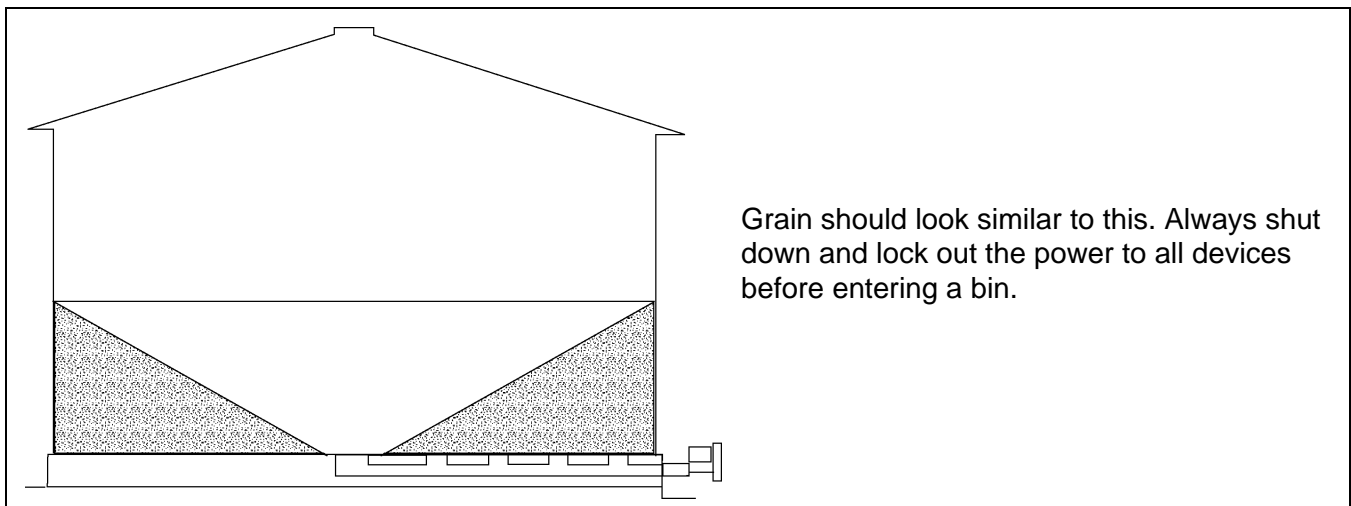 Grain should look similar to this. Always shut
down and lock out the power to all devices
before entering a bin.